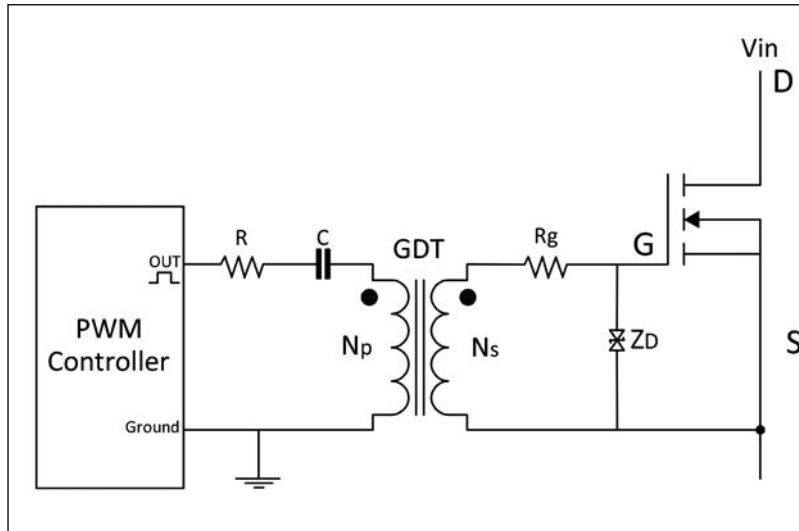 Vin
D
R
C
GDT
Rg
G
OUT
PWM
Controller
Np
Ns
ZD
S
Ground